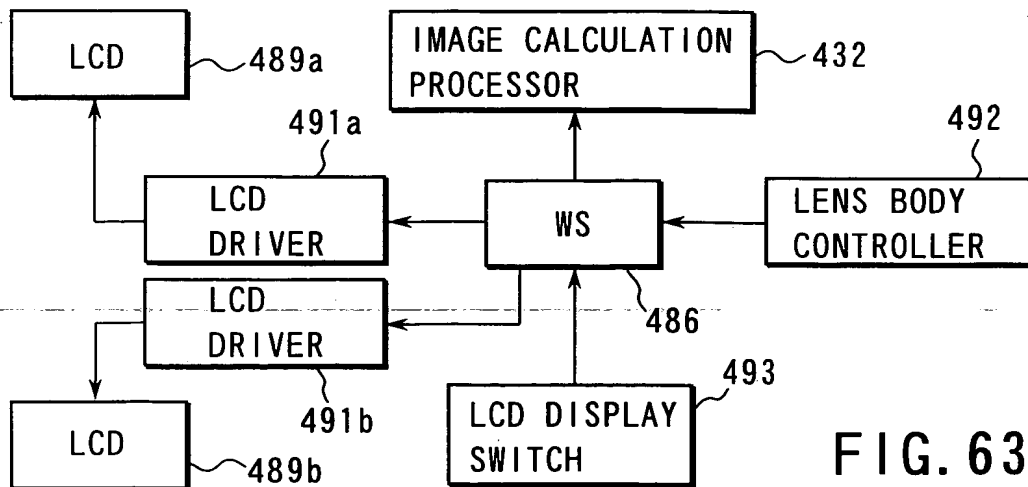 LCD
489a
IMAGE CALCULATION
PROCESSOR
432
491a
LCD
DRIVER
WS
486
492
LENS BODY
CONTROLLER
LCD
DRIVER
491b
LCD
489b
493
LCD DISPLAY
SWITCH
FIG. 63